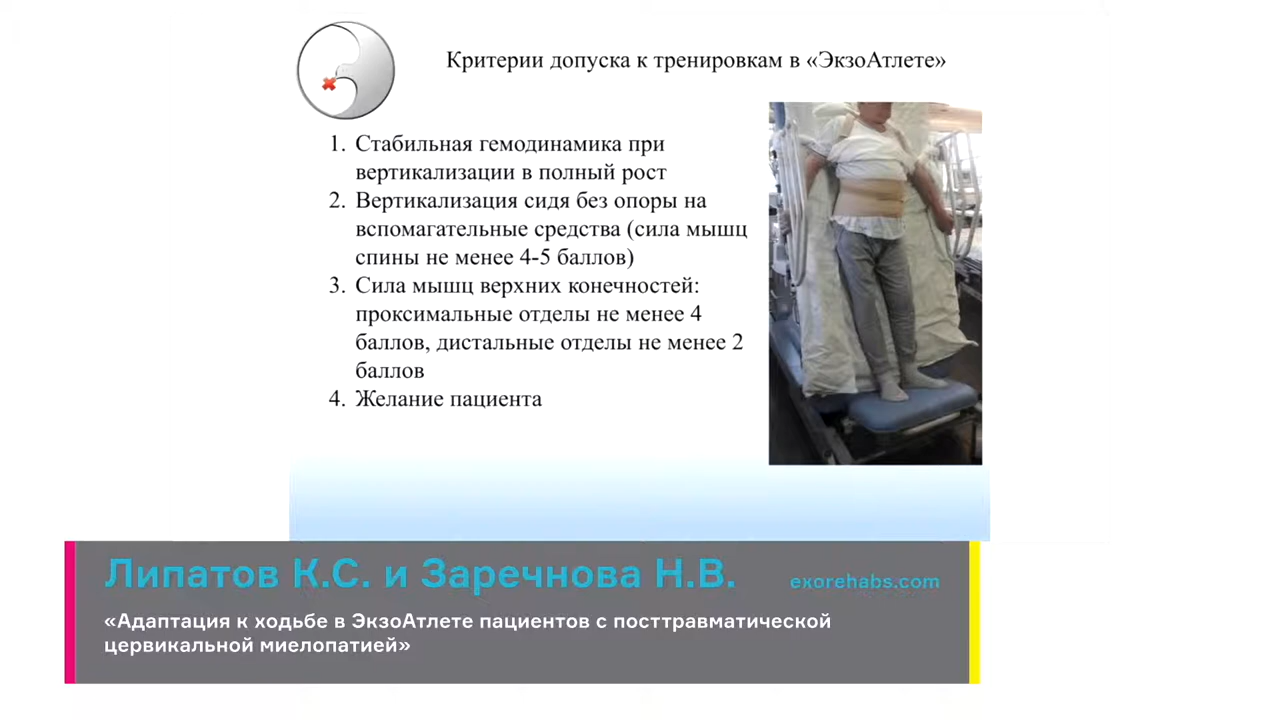 Критерии допуска к тренировкам в «ЭкзоАтлете»
1. Стабильная гемодинамика при
вертикализации в полный рост
2. Вертикализация сидя без опоры на
вспомагательные средства (сила мышц
спины не менее 4-5 баллов)
3. Сила мышц верхних конечностей:
проксимальные отделы не менее 4
баллов, дистальные отделы не менее 2
баллов
4. Желание пациента
Липатов К.С. и Заречнова Н.В.
exorehabs.com
«Адаптация к ходьбе в ЭкзоАтлете пациентов с посттравматической
цервикальной миелопатией»